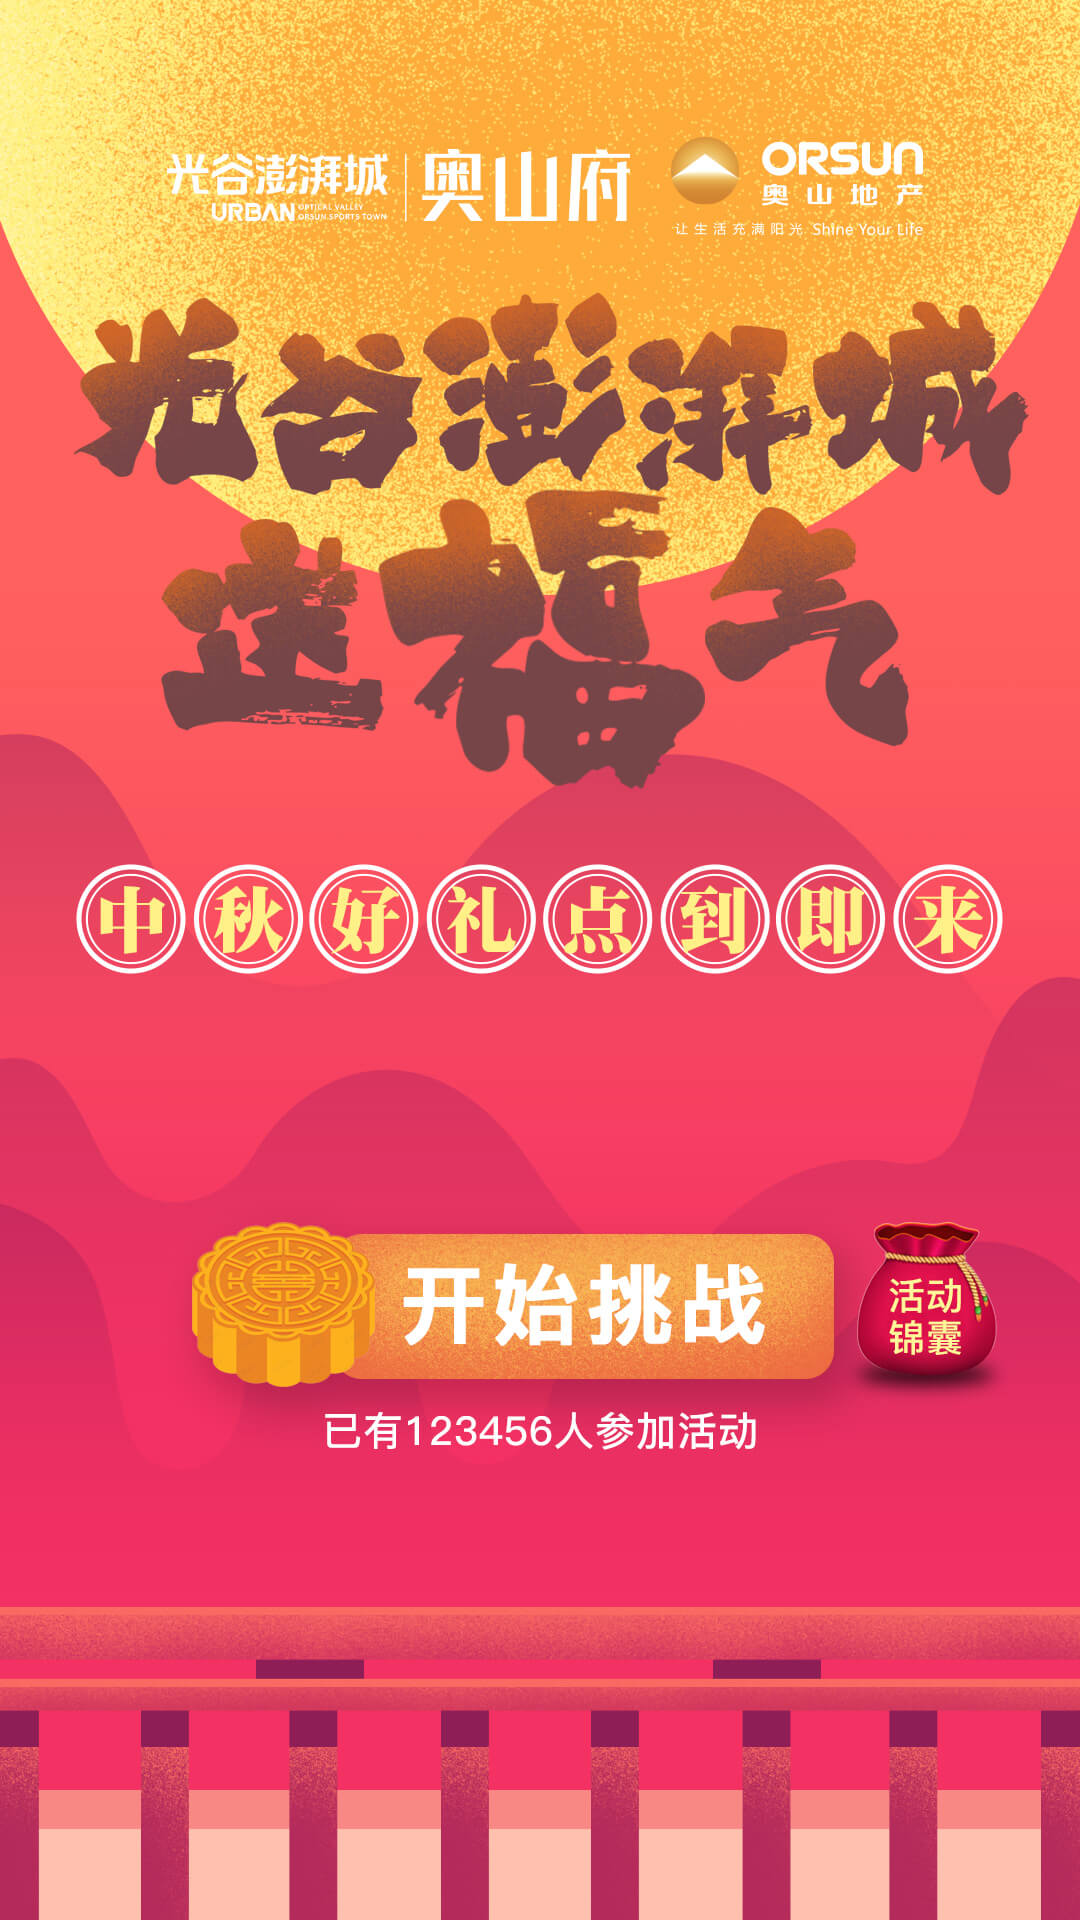 光谷澎湃城
URBAN OPTICAL VALLEY
ORSUN SPORTS TOWN
奥山府
ORSUN
奥山地产
让生活充满阳光 Shine Your Life
光谷澎湃城
送福气
中秋好礼点到即来
开始挑战
活动
锦囊
已有123456人参加活动